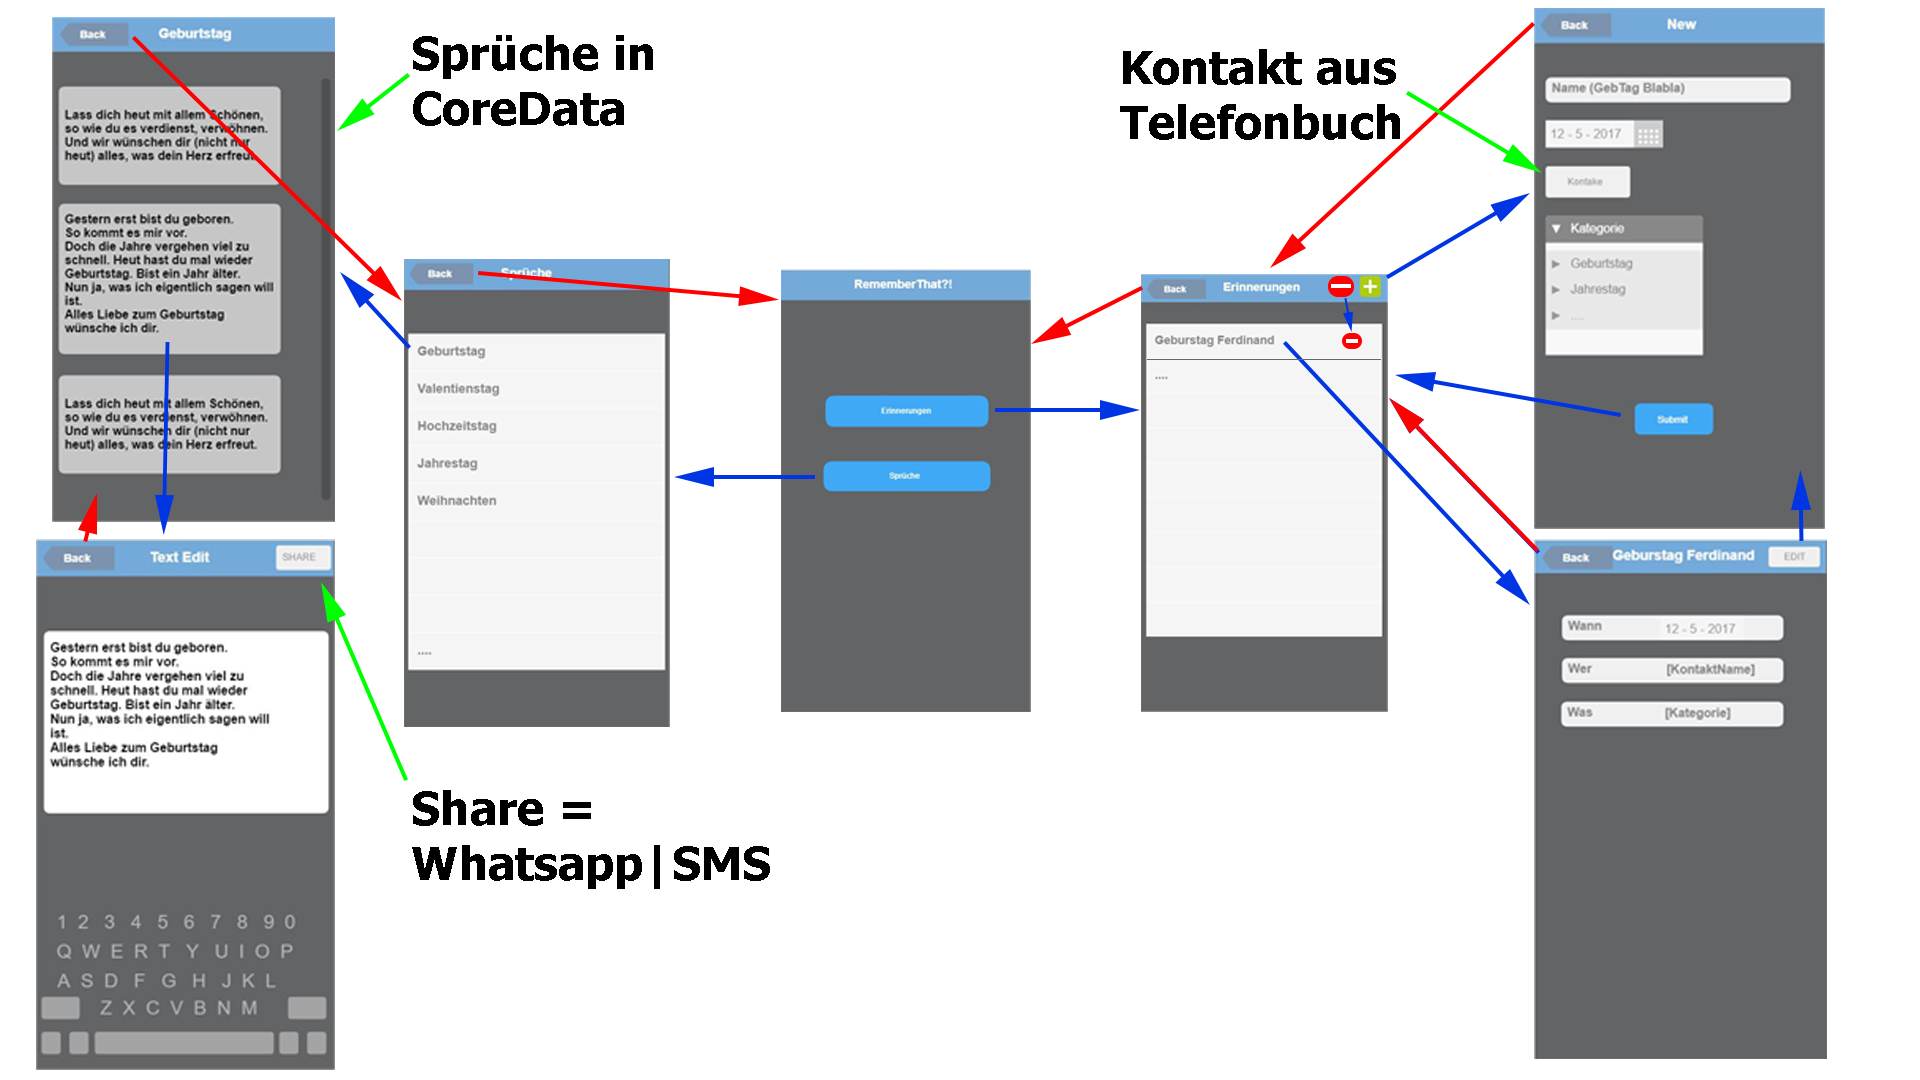 Back
Geburtstag
Lass dich heut mit allem Schönen,
so wie du es verdienst, verwöhnen.
Und wir wünschen dir (nicht nur
heut) alles, was dein Herz erfreut.
Gestern erst bist du geboren.
So kommt es mir vor.
Doch die Jahre vergehen viel zu
schnell. Heut hast du mal wieder
Geburtstag. Bist ein Jahr älter.
Nun ja, was ich eigentlich sagen will
ist.
Alles Liebe zum Geburtstag
wünsche ich dir.
Lass dich heut mit allem Schönen,
so wie du es verdienst, verwöhnen.
Und wir wünschen dir (nicht nur
heut) alles, was dein Herz erfreut.
Sprüche in
CoreData
Back
Text Edit
SHARE
Gestern erst bist du geboren.
So kommt es mir vor.
Doch die Jahre vergehen viel zu
schnell. Heut hast du mal wieder
Geburtstag. Bist ein Jahr älter.
Nun ja, was ich eigentlich sagen will
ist.
Alles Liebe zum Geburtstag
wünsche ich dir.
1 2 3 4 5 6 7 8 9 0
Q W E R T Y U I O P
A S D F G H J K L
Z X C V B N M
Share =
Whatsapp|SMS
Back
Sprüche
Geburtstag
Valentienstag
Hochzeitstag
Jahrestag
Weihnachten
....
RememberThat?!
Erinnerungen
Sprüche
Back
Erinnerungen
Geburstag Ferdinand
....
Kontakt aus
Telefonbuch
Back
New
Name (GebTag Blabla)
12 - 5 - 2017
Kontake
Kategorie
Geburtstag
Jahrestag
....
Submit
Back
Geburstag Ferdinand
EDIT
Wann
12 - 5 - 2017
Wer
[KontaktName]
Was
[Kategorie]